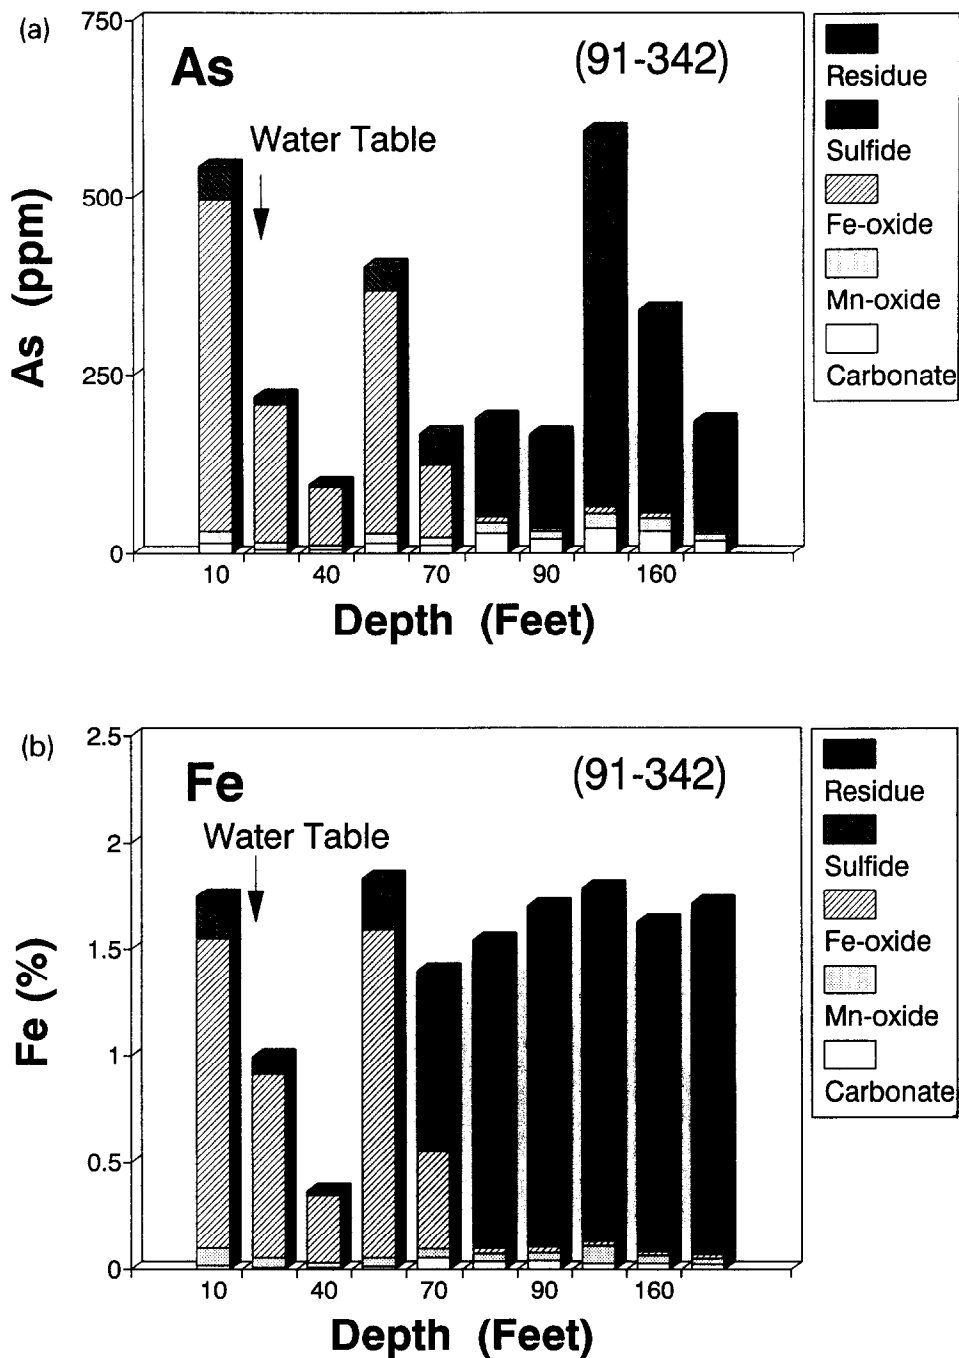 (a)
750
500
250
0
As (ppm)
As
(91-342)
Water Table
10 40 70 90 160
Depth (Feet)
Residue
Sulfide
Fe-oxide
Mn-oxide
Carbonate
(b)
2.5
2
1.5
1
0.5
0
Fe (%)
Fe
(91-342)
Water Table
10 40 70 90 160
Depth (Feet)
Residue
Sulfide
Fe-oxide
Mn-oxide
Carbonate